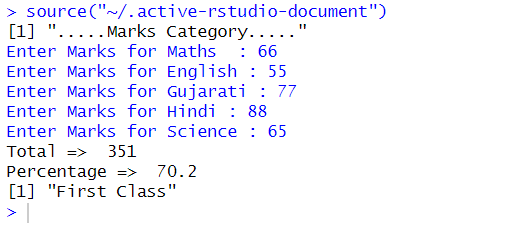 > source("~/.active-rstudio-document")
[1] ".....Marks Category....."
Enter Marks for Maths  : 66
Enter Marks for English : 55
Enter Marks for Gujarati : 77
Enter Marks for Hindi : 88
Enter Marks for Science : 65
Total =>  351
Percentage =>  70.2
[1] "First Class"
>